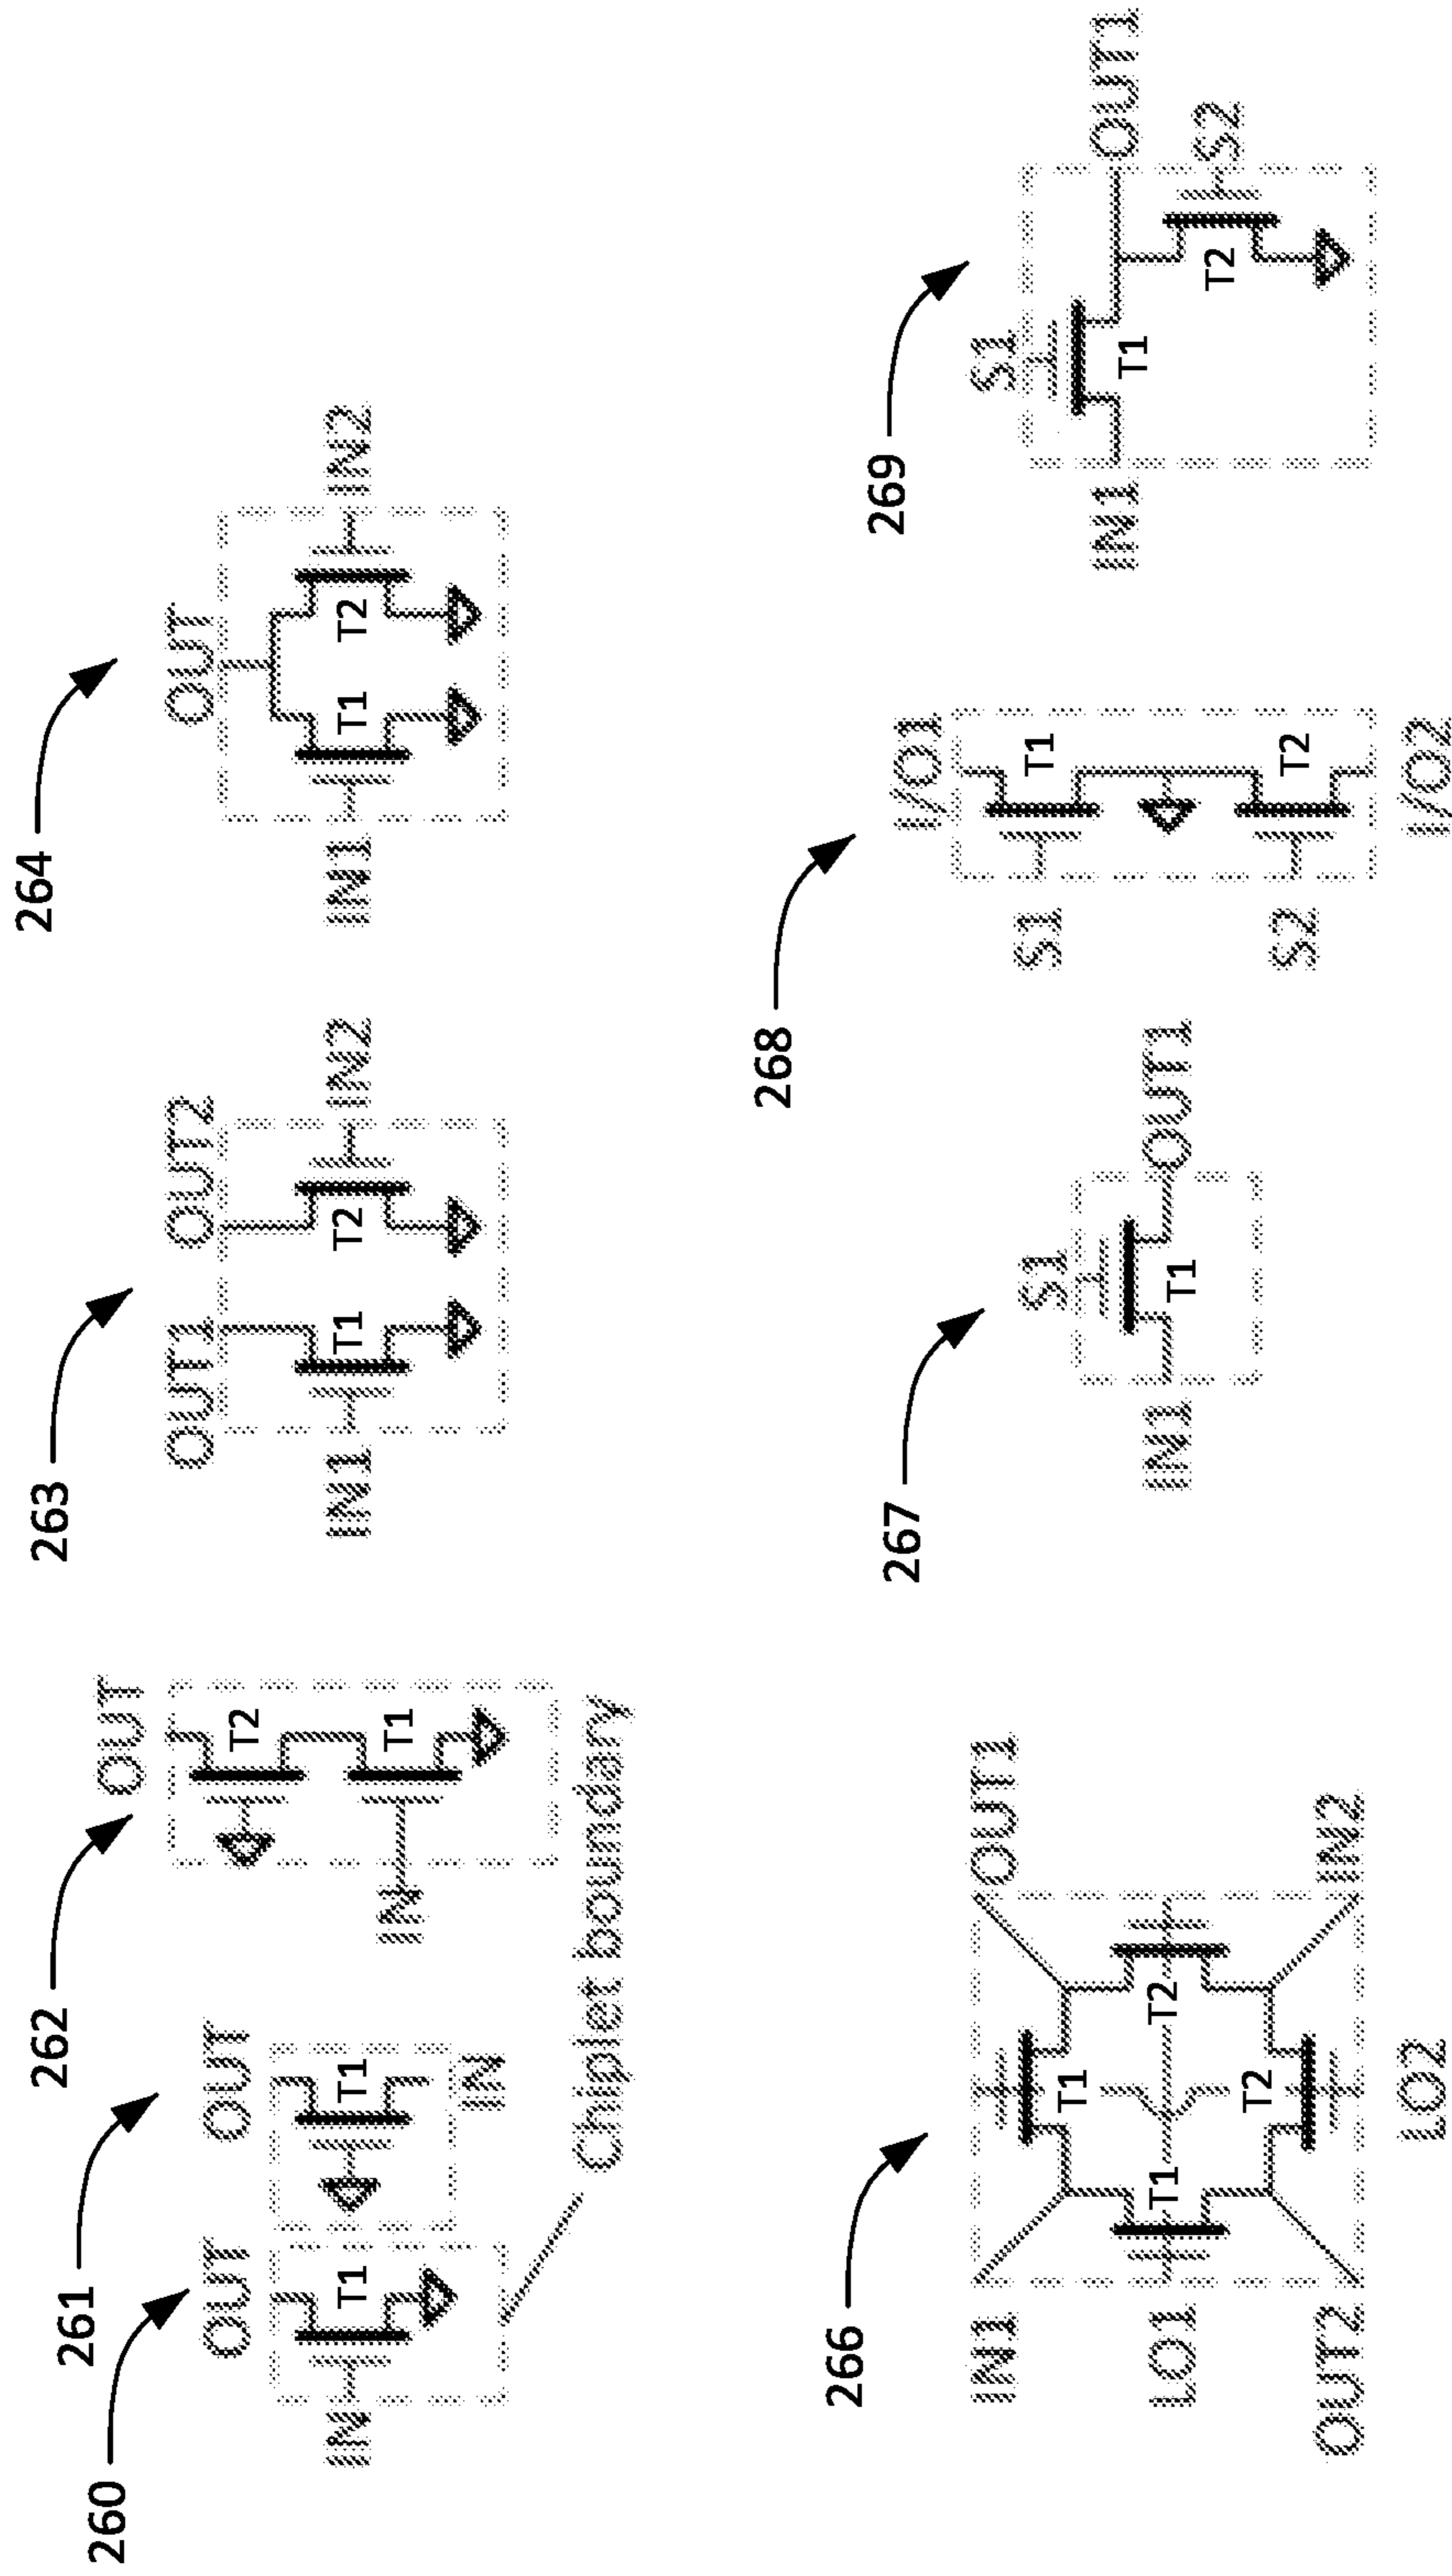 260
261
262
263
264
OUT
IN
T1
OUT
T1
IN
OUT
T2
T1
IN
Chiplet boundary
OUT1
OUT2
IN1
T1
T2
IN2
OUT
IN1
T1
T2
IN2
266
267
268
269
IN1
OUT1
T1
LO1
T1
T2
T2
OUT2
IN2
LO2
S1
IN1
T1
OUT1
I/O1
S1
T1
S2
T2
I/O2
S1
IN1
T1
OUT1
T2
S2